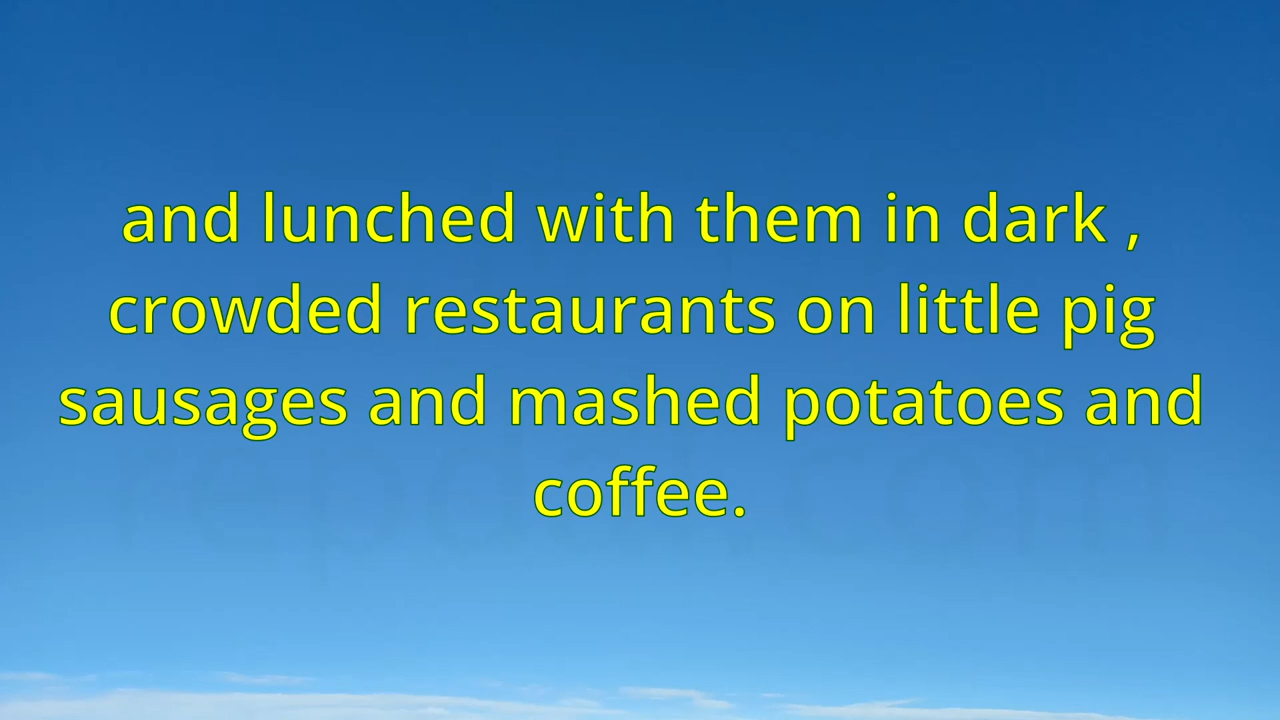 and lunched with them in dark ,
crowded restaurants on little pig
sausages and mashed potatoes and
coffee.